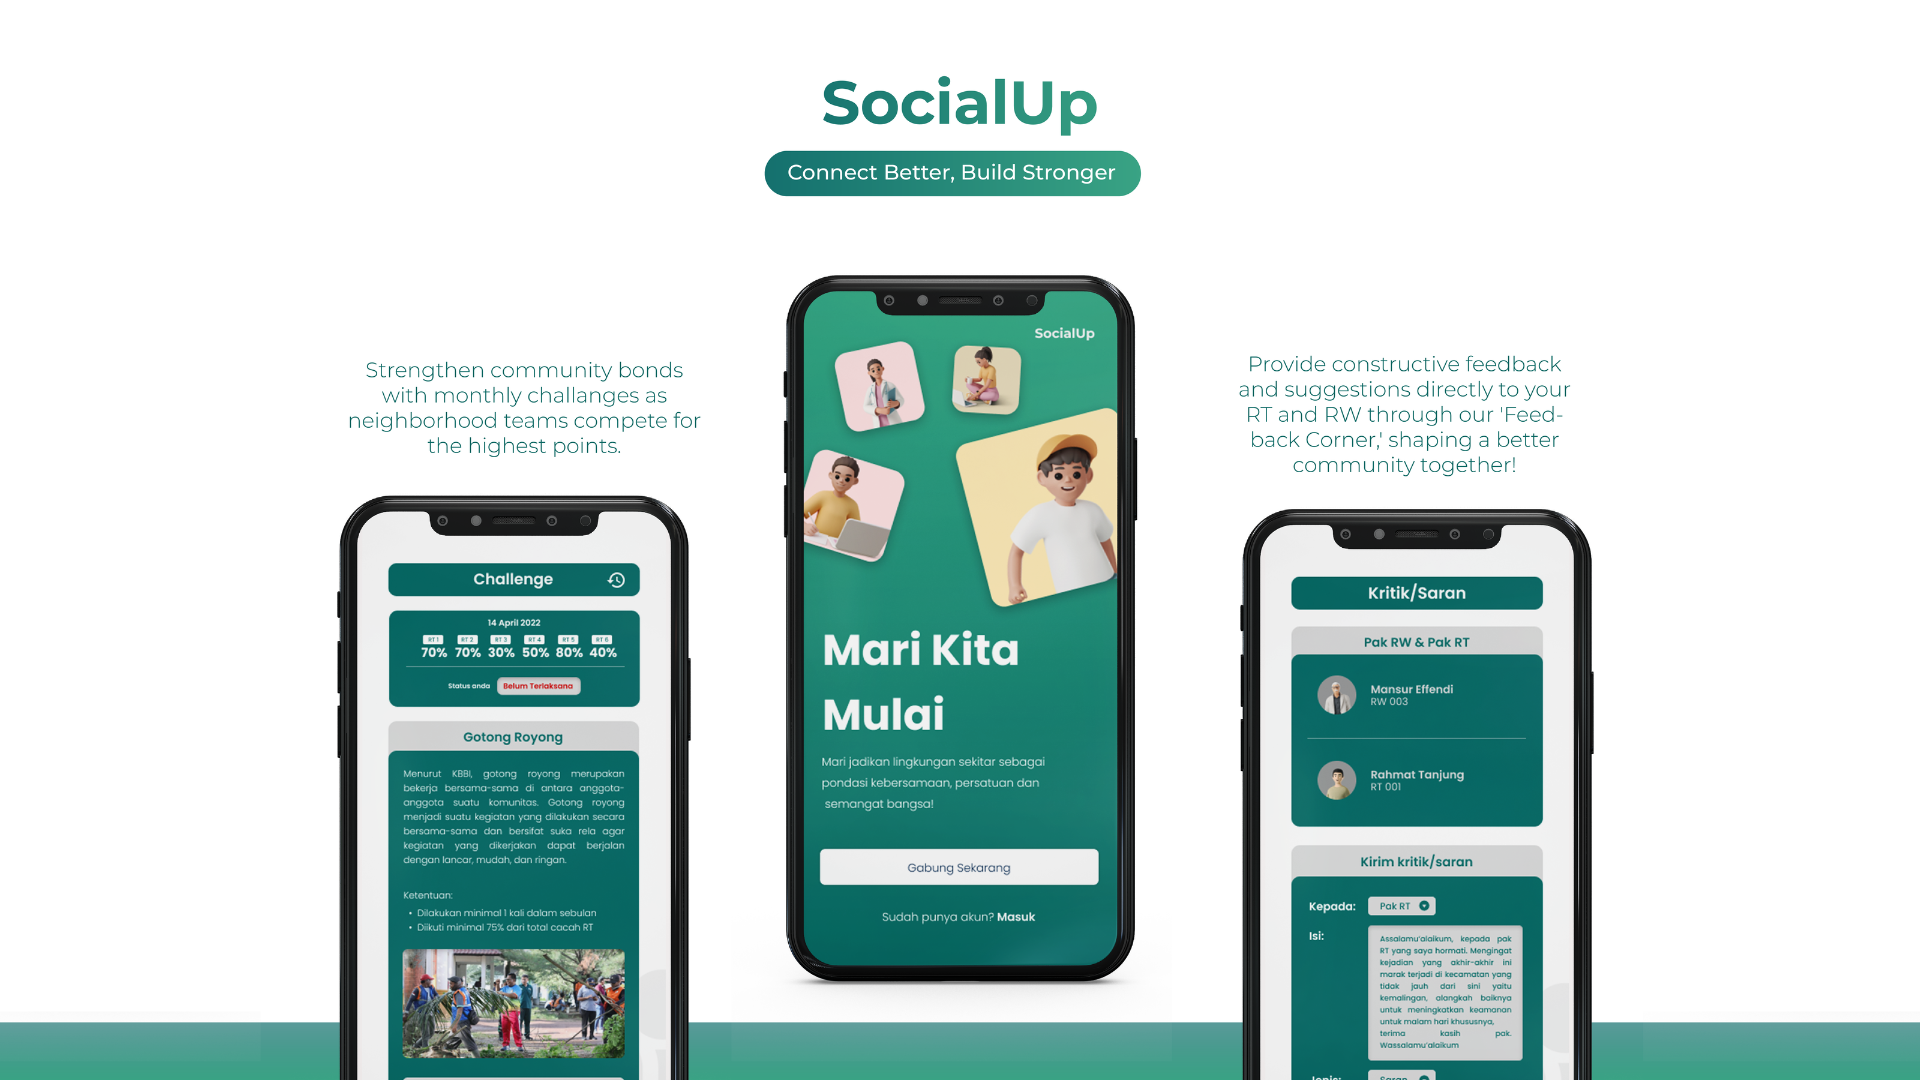 SocialUp
Connect Better, Build Stronger
Strengthen community bonds
with monthly challanges as
neighborhood teams compete for
the highest points.
Challenge
14 April 2022
RT 1 RT 2 RT 3 RT 4 RT 5 RT 6
70% 70% 30% 50% 80% 40%
Status anda Belum Terlaksana
Gotong Royong
Menurut KBBI, gotong royong merupakan
bekerja bersama-sama di antara anggota-
anggota suatu komunitas. Gotong royong
menjadi suatu kegiatan yang dilakukan secara
bersama-sama dan bersifat suka rela agar
kegiatan yang dikerjakan dapat berjalan
dengan lancar, mudah, dan ringan.
Ketentuan:
• Dilakukan minimal 1 kali dalam sebulan
• Diikuti minimal 75% dari total cacah RT
SocialUp
Mari Kita
Mulai
Mari jadikan lingkungan sekitar sebagai
pondasi kebersamaan, persatuan dan
semangat bangsa!
Gabung Sekarang
Sudah punya akun? Masuk
Provide constructive feedback
and suggestions directly to your
RT and RW through our 'Feed-
back Corner,' shaping a better
community together!
Kritik/Saran
Pak RW & Pak RT
Mansur Effendi
RW 003
Rahmat Tanjung
RT 001
Kirim kritik/saran
Kepada: Pak RT
Isi:
Assalamu'alaikum, kepada pak
RT yang saya hormati. Mengingat
kejadian yang akhir-akhir ini
marak terjadi di kecamatan yang
tidak jauh dari sini yaitu
kemalingan, alangkah baiknya
untuk meningkatkan keamanan
untuk malam hari khususnya,
terima kasih pak.
Wassalamu'alaikum
Jenis: Saran